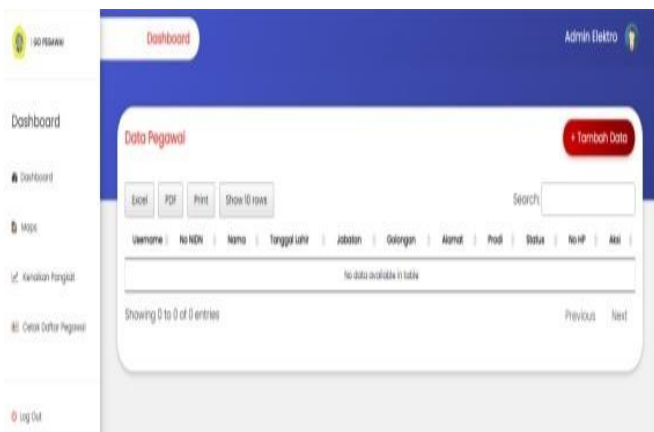 GO PEGAWAI
Dashboard
Admin Elektro
Dashboard
Dashboard
Maps
Kenaikan Pangkat
Cetak Daftar Pegawai
Log Out
Data Pegawai
+ Tambah Data
Excel PDF Print Show 10 rows
Search:
Username No NIDN Nama Tanggal Lahir Jabatan Golongan Alamat Prodi Status No HP Aksi
No data available in table
Showing 0 to 0 of 0 entries
Previous Next